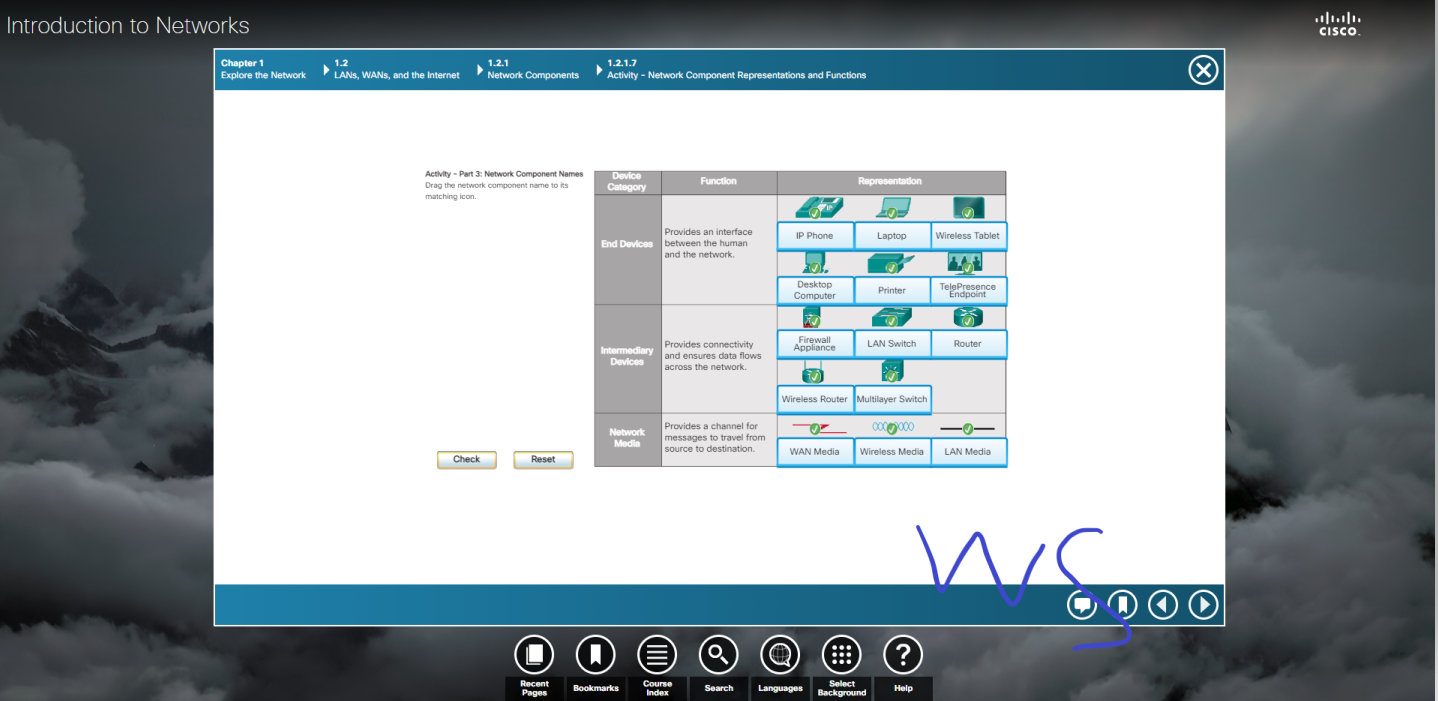 Introduction to Networks
CISCO
Chapter 1
Explore the Network
1.2
LANs, WANs, and the Internet
1.2.1
Network Components
1.2.1.7
Activity - Network Component Representations and Functions
Activity - Part 3: Network Component Names
Drag the network component name to its
matching icon.
Device
Category
Function
Representation
End Devices
Provides an interface
between the human
and the network.
IP
IP Phone
Laptop
Wireless Tablet
Desktop
Computer
Printer
TelePresence
Endpoint
Intermediary
Devices
Provides connectivity
and ensures data flows
across the network.
Firewall
Appliance
LAN Switch
Router
Wireless Router
Multilayer Switch
Network
Media
Provides a channel for
messages to travel from
source to destination.
WAN Media
Wireless Media
LAN Media
Check
Reset
WS
Recent
Pages
Bookmarks
Course
Index
Search
Languages
Select
Background
?
Help